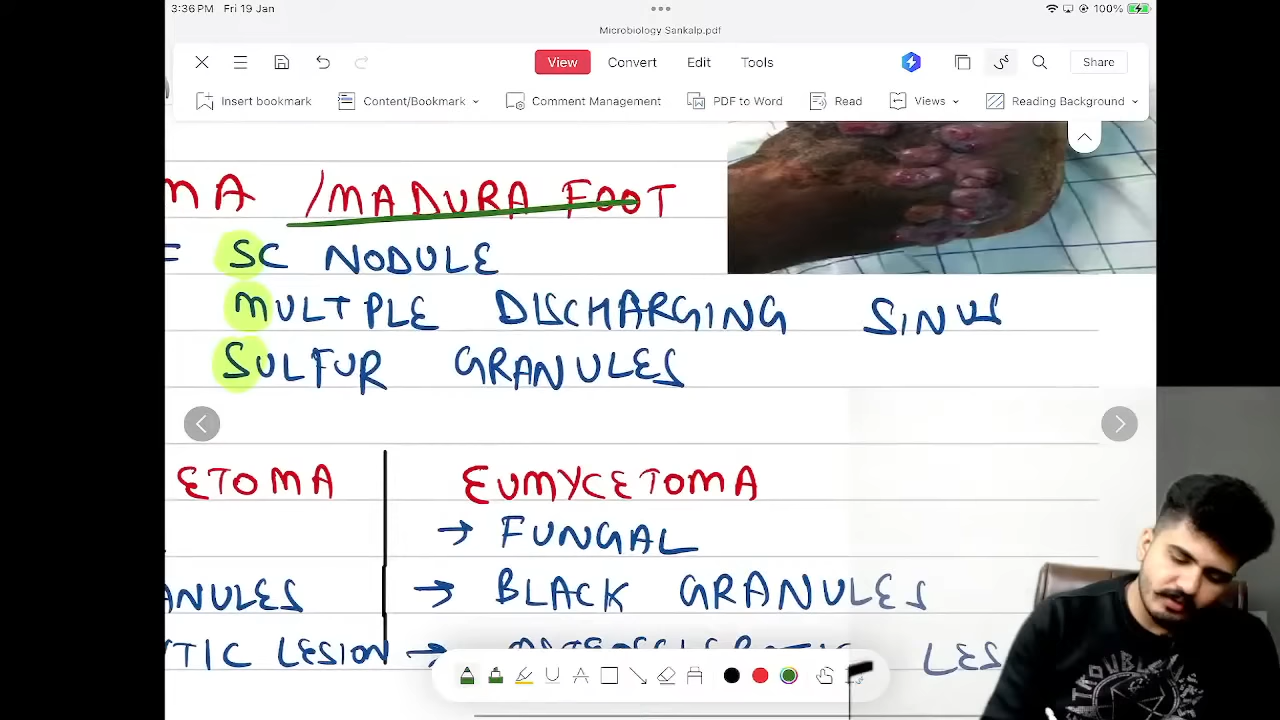 3:36 PM Fri 19 Jan
100%
Microbiology Sankalp.pdf
View Convert Edit Tools
Share
Insert bookmark Content/Bookmark Comment Management PDF to Word Read Views Reading Background
MA /MADURA FOOT
SC NODULE
MULTPLE DISCHARGING SINUS
SULFUR GRANULES
ETOMA EUMYCETOMA
→ FUNGAL
ANULES → BLACK GRANULES
TIC LESION → LES
TROUBLE